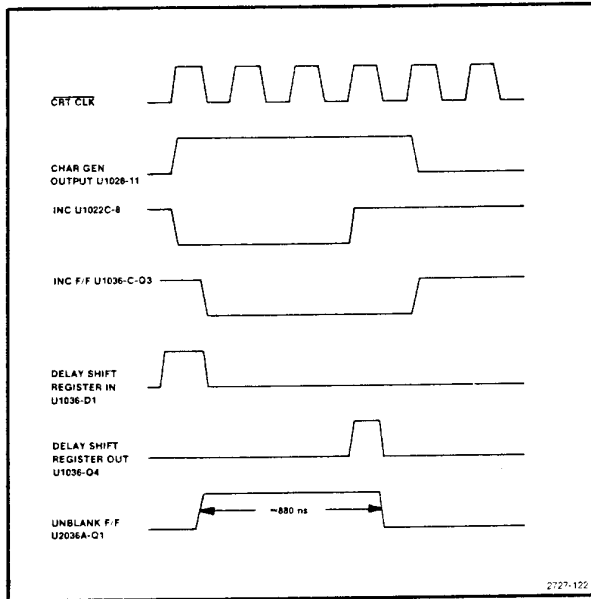 CRT CLK
CHAR GEN
OUTPUT U1028-11
INC U1022C-8
INC F/F U1036-C-Q3
DELAY SHIFT
REGISTER IN
U1036-D1
DELAY SHIFT
REGISTER OUT
U1036-Q4
~880 ns
UNBLANK F/F
U2036A-Q1
2727-122